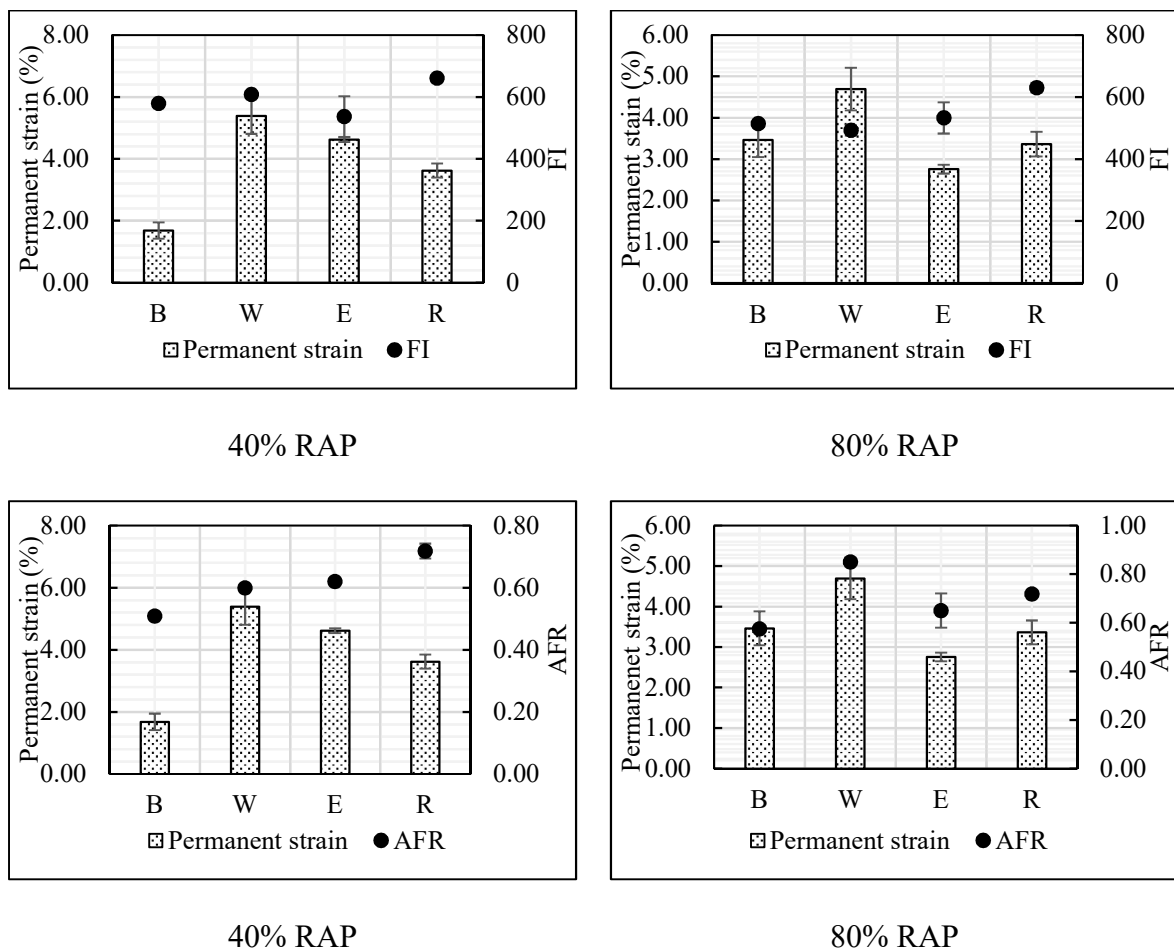 8.00
6.00
4.00
2.00
0.00
Permanent strain (%)
800
600
400
200
0
FI
B W E R
Permanent strain FI
40% RAP
6.00
5.00
4.00
3.00
2.00
1.00
0.00
Permanent stain (%)
800
600
400
200
0
FI
B W E R
Permanent strain FI
80% RAP
8.00
6.00
4.00
2.00
0.00
Permanent strain (%)
0.80
0.60
0.40
0.20
0.00
AFR
B W E R
Permanent strain AFR
40% RAP
6.00
5.00
4.00
3.00
2.00
1.00
0.00
Permanenet strain (%)
1.00
0.80
0.60
0.40
0.20
0.00
AFR
B W E R
Permanent strain AFR
80% RAP